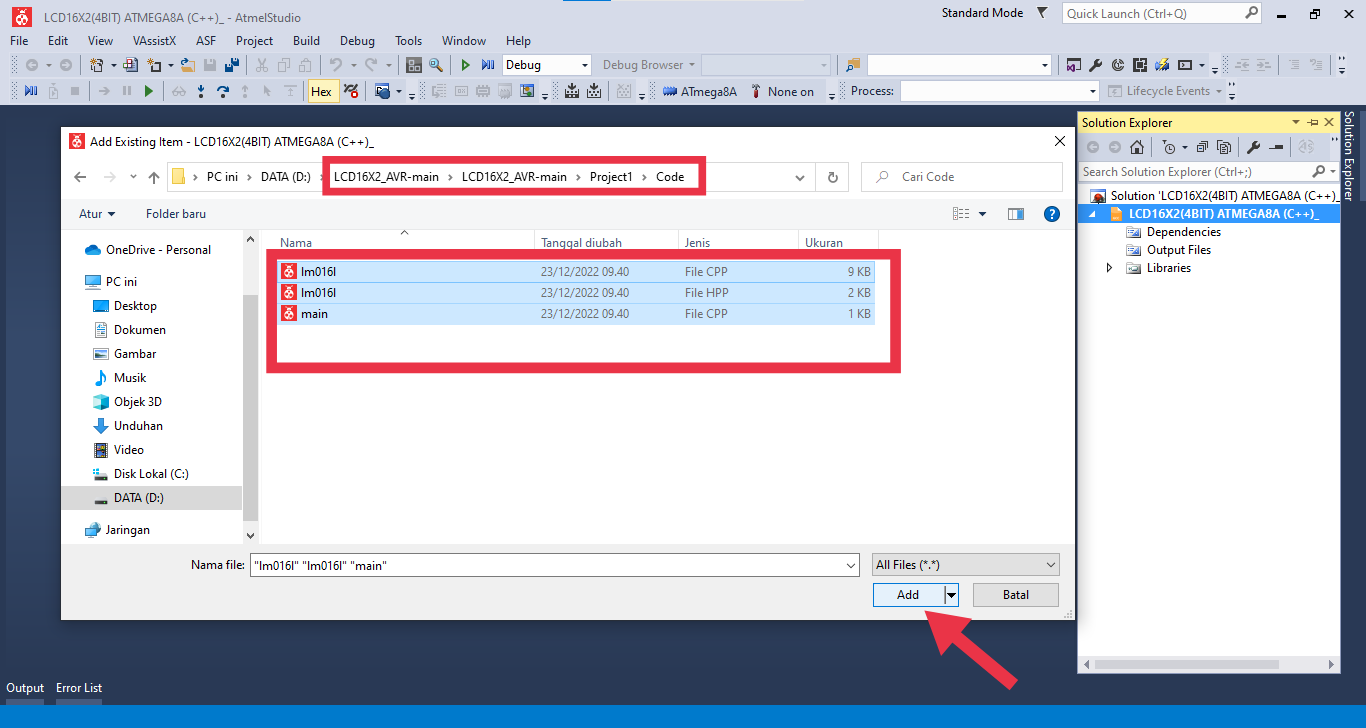 LCD16X2(4BIT) ATMEGA8A (C++)_ - AtmelStudio
Standard Mode
Quick Launch (Ctrl+Q)
File Edit View VAssistX ASF Project Build Debug Tools Window Help
Debug Debug Browser
Hex ATmega8A None on Process: Lifecycle Events
Add Existing Item - LCD16X2(4BIT) ATMEGA8A (C++)_
PC ini DATA (D:) LCD16X2_AVR-main LCD16X2_AVR-main Project1 Code
Cari Code
Atur Folder baru
Nama Tanggal diubah Jenis Ukuran
lm016l 23/12/2022 09.40 File CPP 9 KB
lm016l 23/12/2022 09.40 File HPP 2 KB
main 23/12/2022 09.40 File CPP 1 KB
OneDrive - Personal
PC ini
Desktop
Dokumen
Gambar
Musik
Objek 3D
Unduhan
Video
Disk Lokal (C:)
DATA (D:)
Jaringan
Nama file: "lm016l" "lm016l" "main"
All Files (*.*)
Add Batal
Solution Explorer
Search Solution Explorer (Ctrl+;)
Solution 'LCD16X2(4BIT) ATMEGA8A (C++)_
LCD16X2(4BIT) ATMEGA8A (C++)_
Dependencies
Output Files
Libraries
Solution Explorer
Output Error List